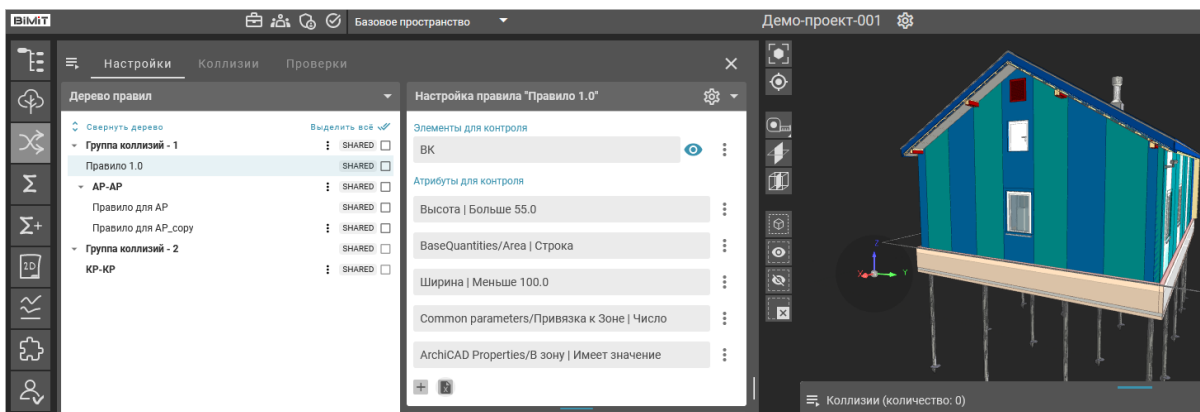 BIMIT
Базовое пространство
Демо-проект-001
Настройки Коллизии Проверки
Дерево правил
Свернуть дерево Выделить всё
Группа коллизий - 1 SHARED
Правило 1.0 SHARED
АР-АР SHARED
Правило для АР SHARED
Правило для АР_copy SHARED
Группа коллизий - 2 SHARED
КР-КР SHARED
Настройка правила "Правило 1.0"
Элементы для контроля
ВК
Атрибуты для контроля
Высота | Больше 55.0
BaseQuantities/Area | Строка
Ширина | Меньше 100.0
Common parameters/Привязка к Зоне | Число
ArchiCAD Properties/В зону | Имеет значение
2D
Z
X
Y
Коллизии (количество: 0)